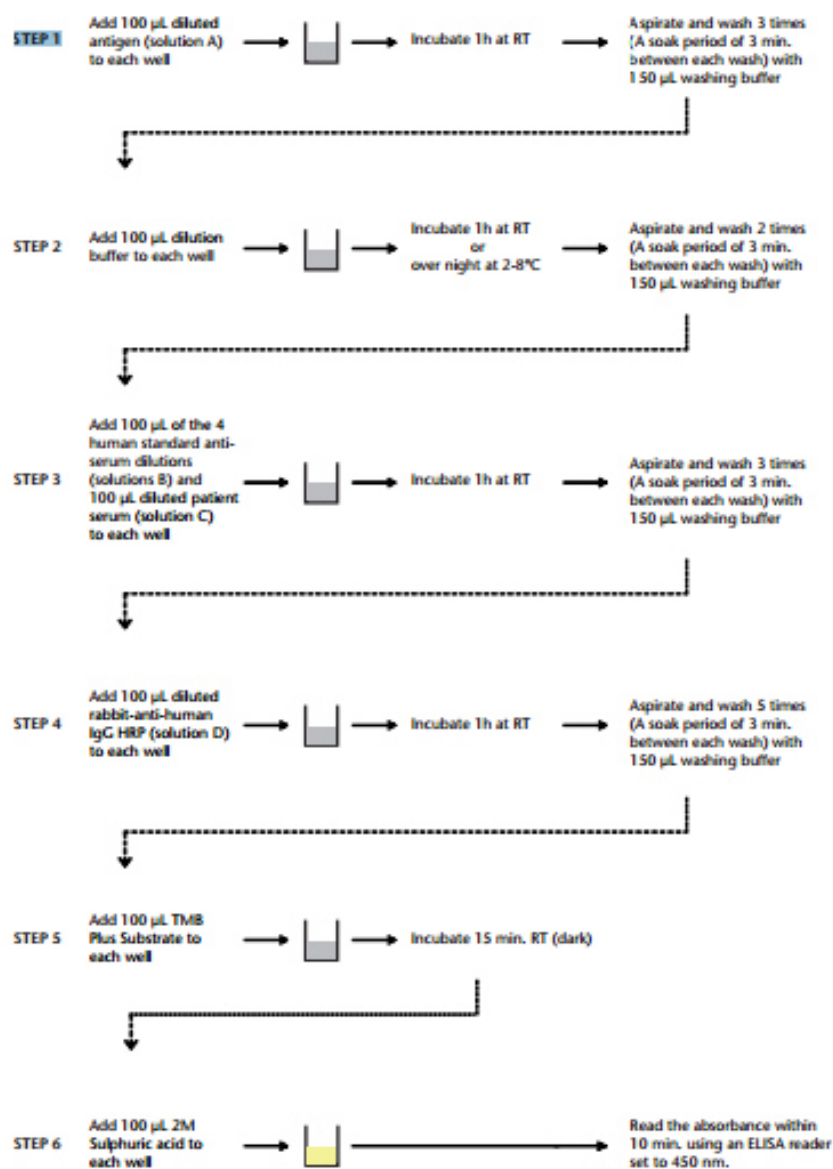 STEP 1
Add 100 µL diluted
antigen (solution A)
to each well
Incubate 1h at RT
Aspirate and wash 3 times
(A soak period of 3 min.
between each wash) with
150 µL washing buffer
STEP 2
Add 100 µL dilution
buffer to each well
Incubate 1h at RT
or
over night at 2-8°C
Aspirate and wash 2 times
(A soak period of 3 min.
between each wash) with
150 µL washing buffer
STEP 3
Add 100 µL of the 4
human standard anti-
serum dilutions
(solutions B) and
100 µL diluted patient
serum (solution C)
to each well
Incubate 1h at RT
Aspirate and wash 3 times
(A soak period of 3 min.
between each wash) with
150 µL washing buffer
STEP 4
Add 100 µL diluted
rabbit-anti-human
IgG HRP (solution D)
to each well
Incubate 1h at RT
Aspirate and wash 5 times
(A soak period of 3 min.
between each wash) with
150 µL washing buffer
STEP 5
Add 100 µL TMB
Plus Substrate to
each well
Incubate 15 min. RT (dark)
STEP 6
Add 100 µL 2M
Sulphuric acid to
each well
Read the absorbance within
10 min. using an ELISA reader
set to 450 nm.